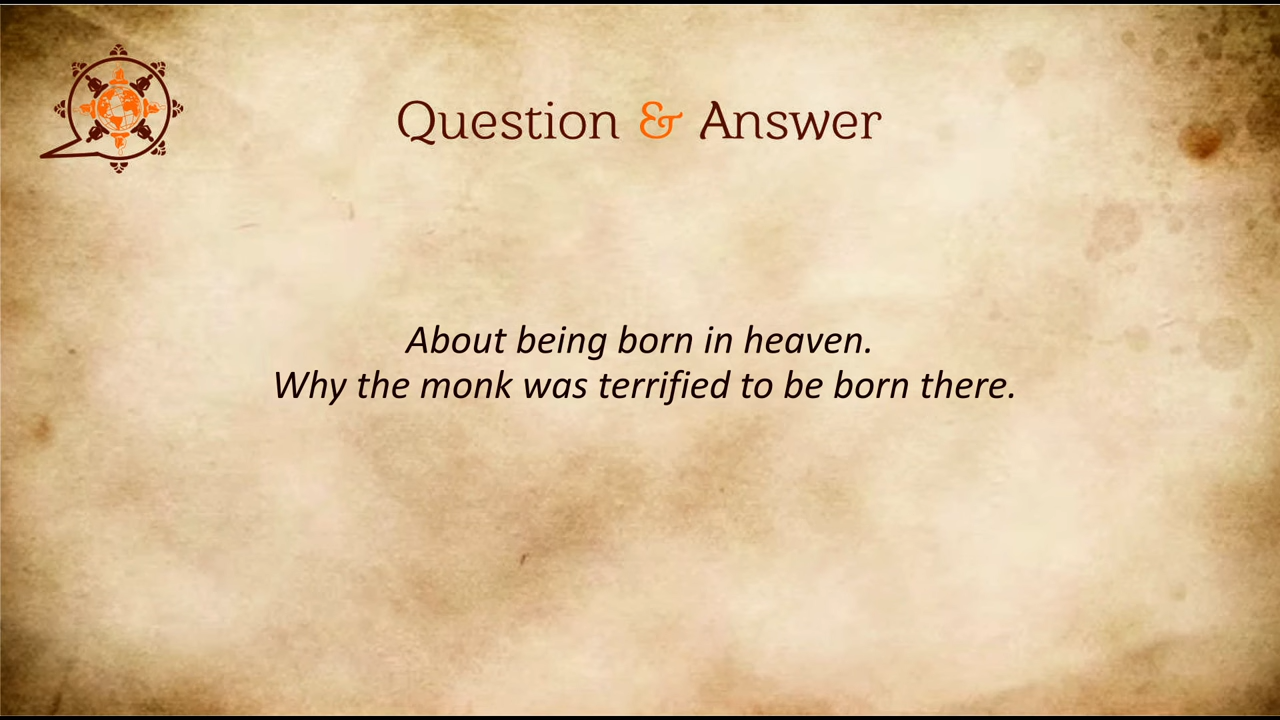 Question & Answer
About being born in heaven.
Why the monk was terrified to be born there.